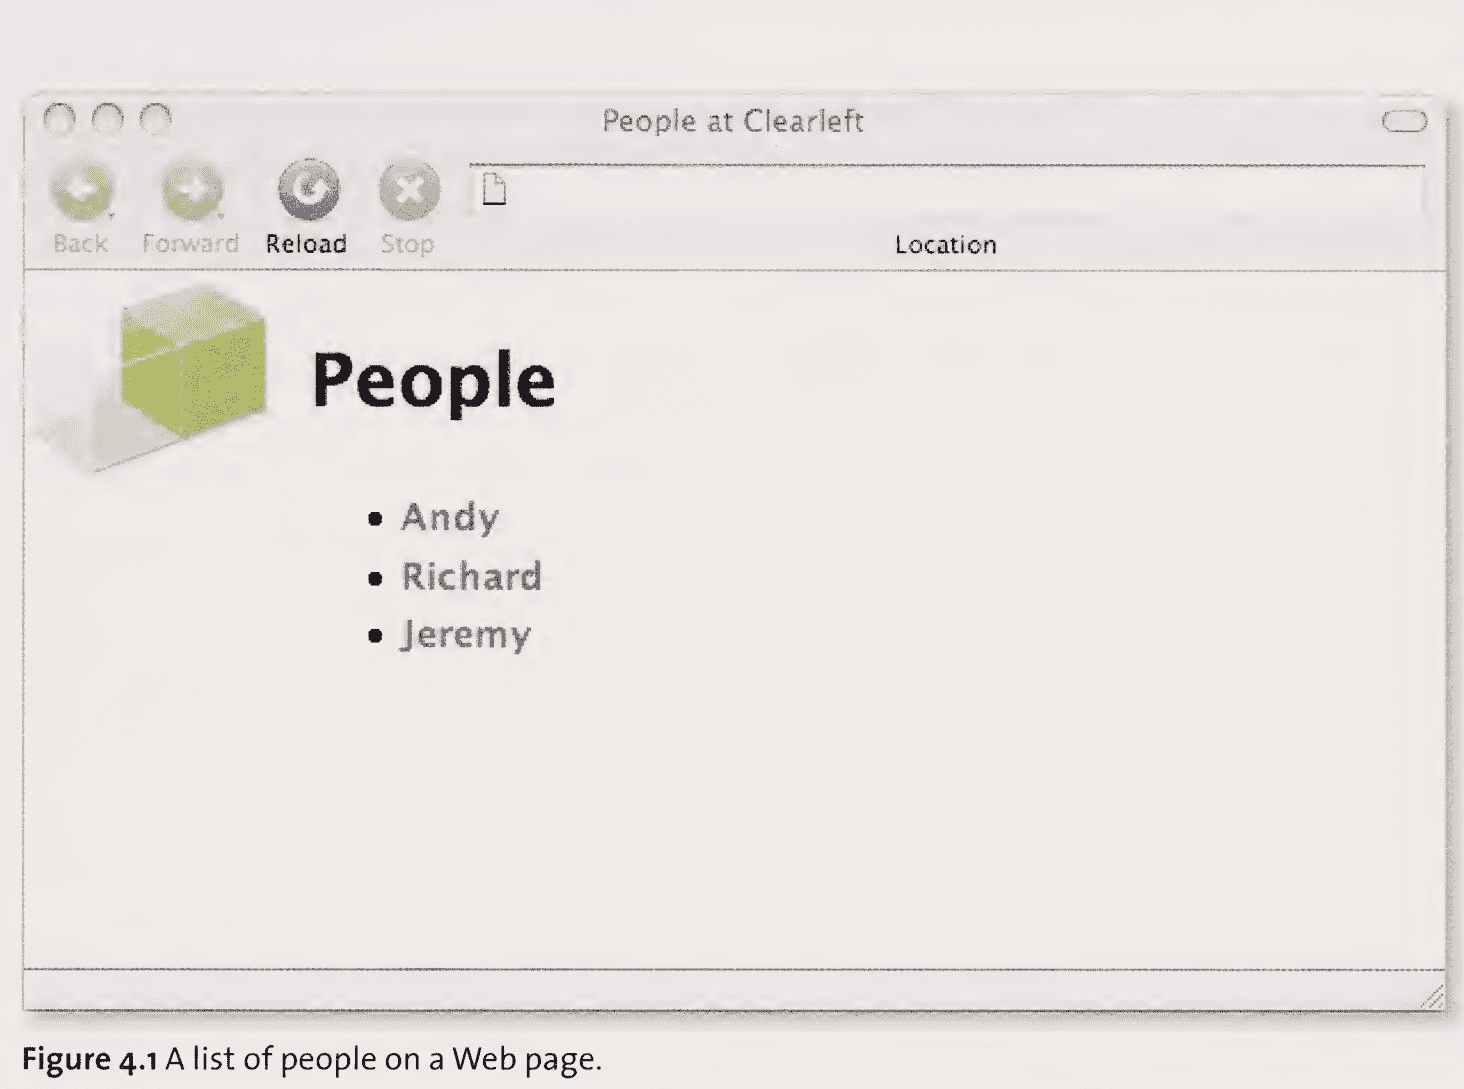 People at Clearleft
Back Forward Reload Stop Location
People
Andy
Richard
Jeremy
Figure 4.1 A list of people on a Web page.